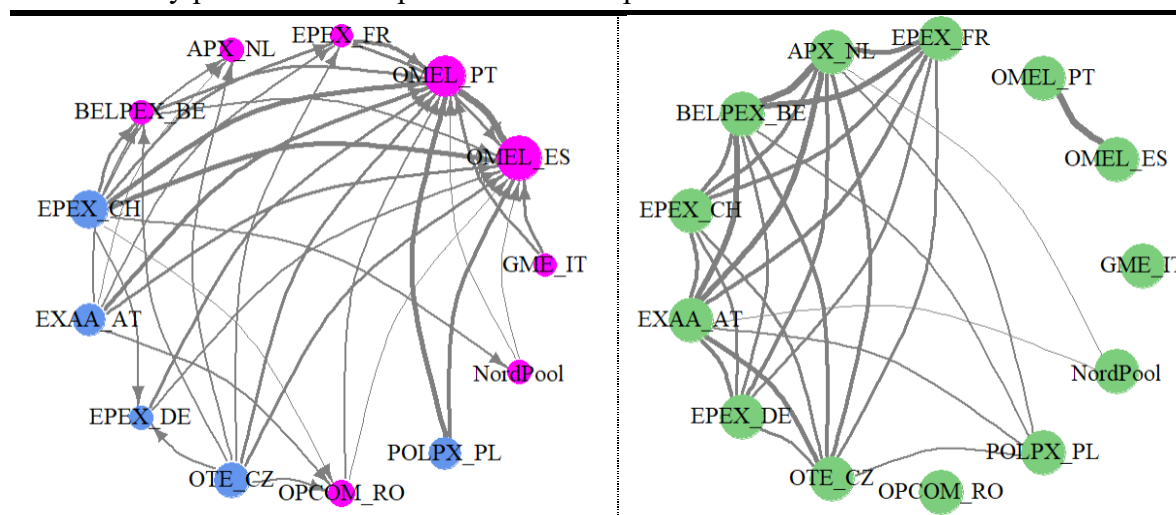 EPEX_FR
APX_NL
OMEL_PT
BELPEX_BE
OMEL_ES
EPEX_CH
GME_IT
EXAA_AT
NordPool
EPEX_DE
POLPX_PL
OTE_CZ
OPCOM_RO
EPEX_FR
APX_NL
OMEL_PT
BELPEX_BE
OMEL_ES
EPEX_CH
GME_IT
EXAA_AT
NordPool
EPEX_DE
POLPX_PL
OTE_CZ
OPCOM_RO